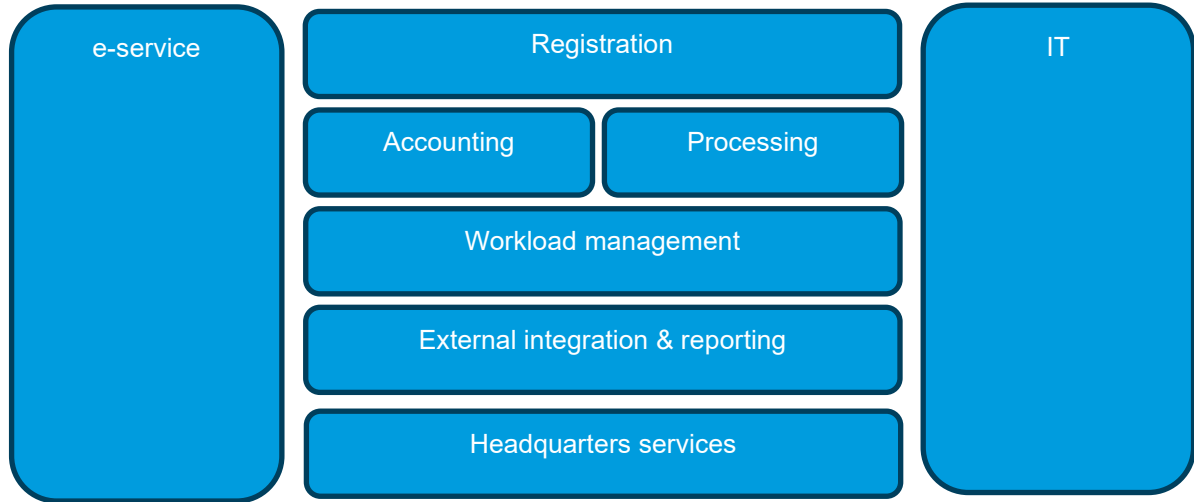 e-service
Registration
IT
Accounting
Processing
Workload management
External integration & reporting
Headquarters services